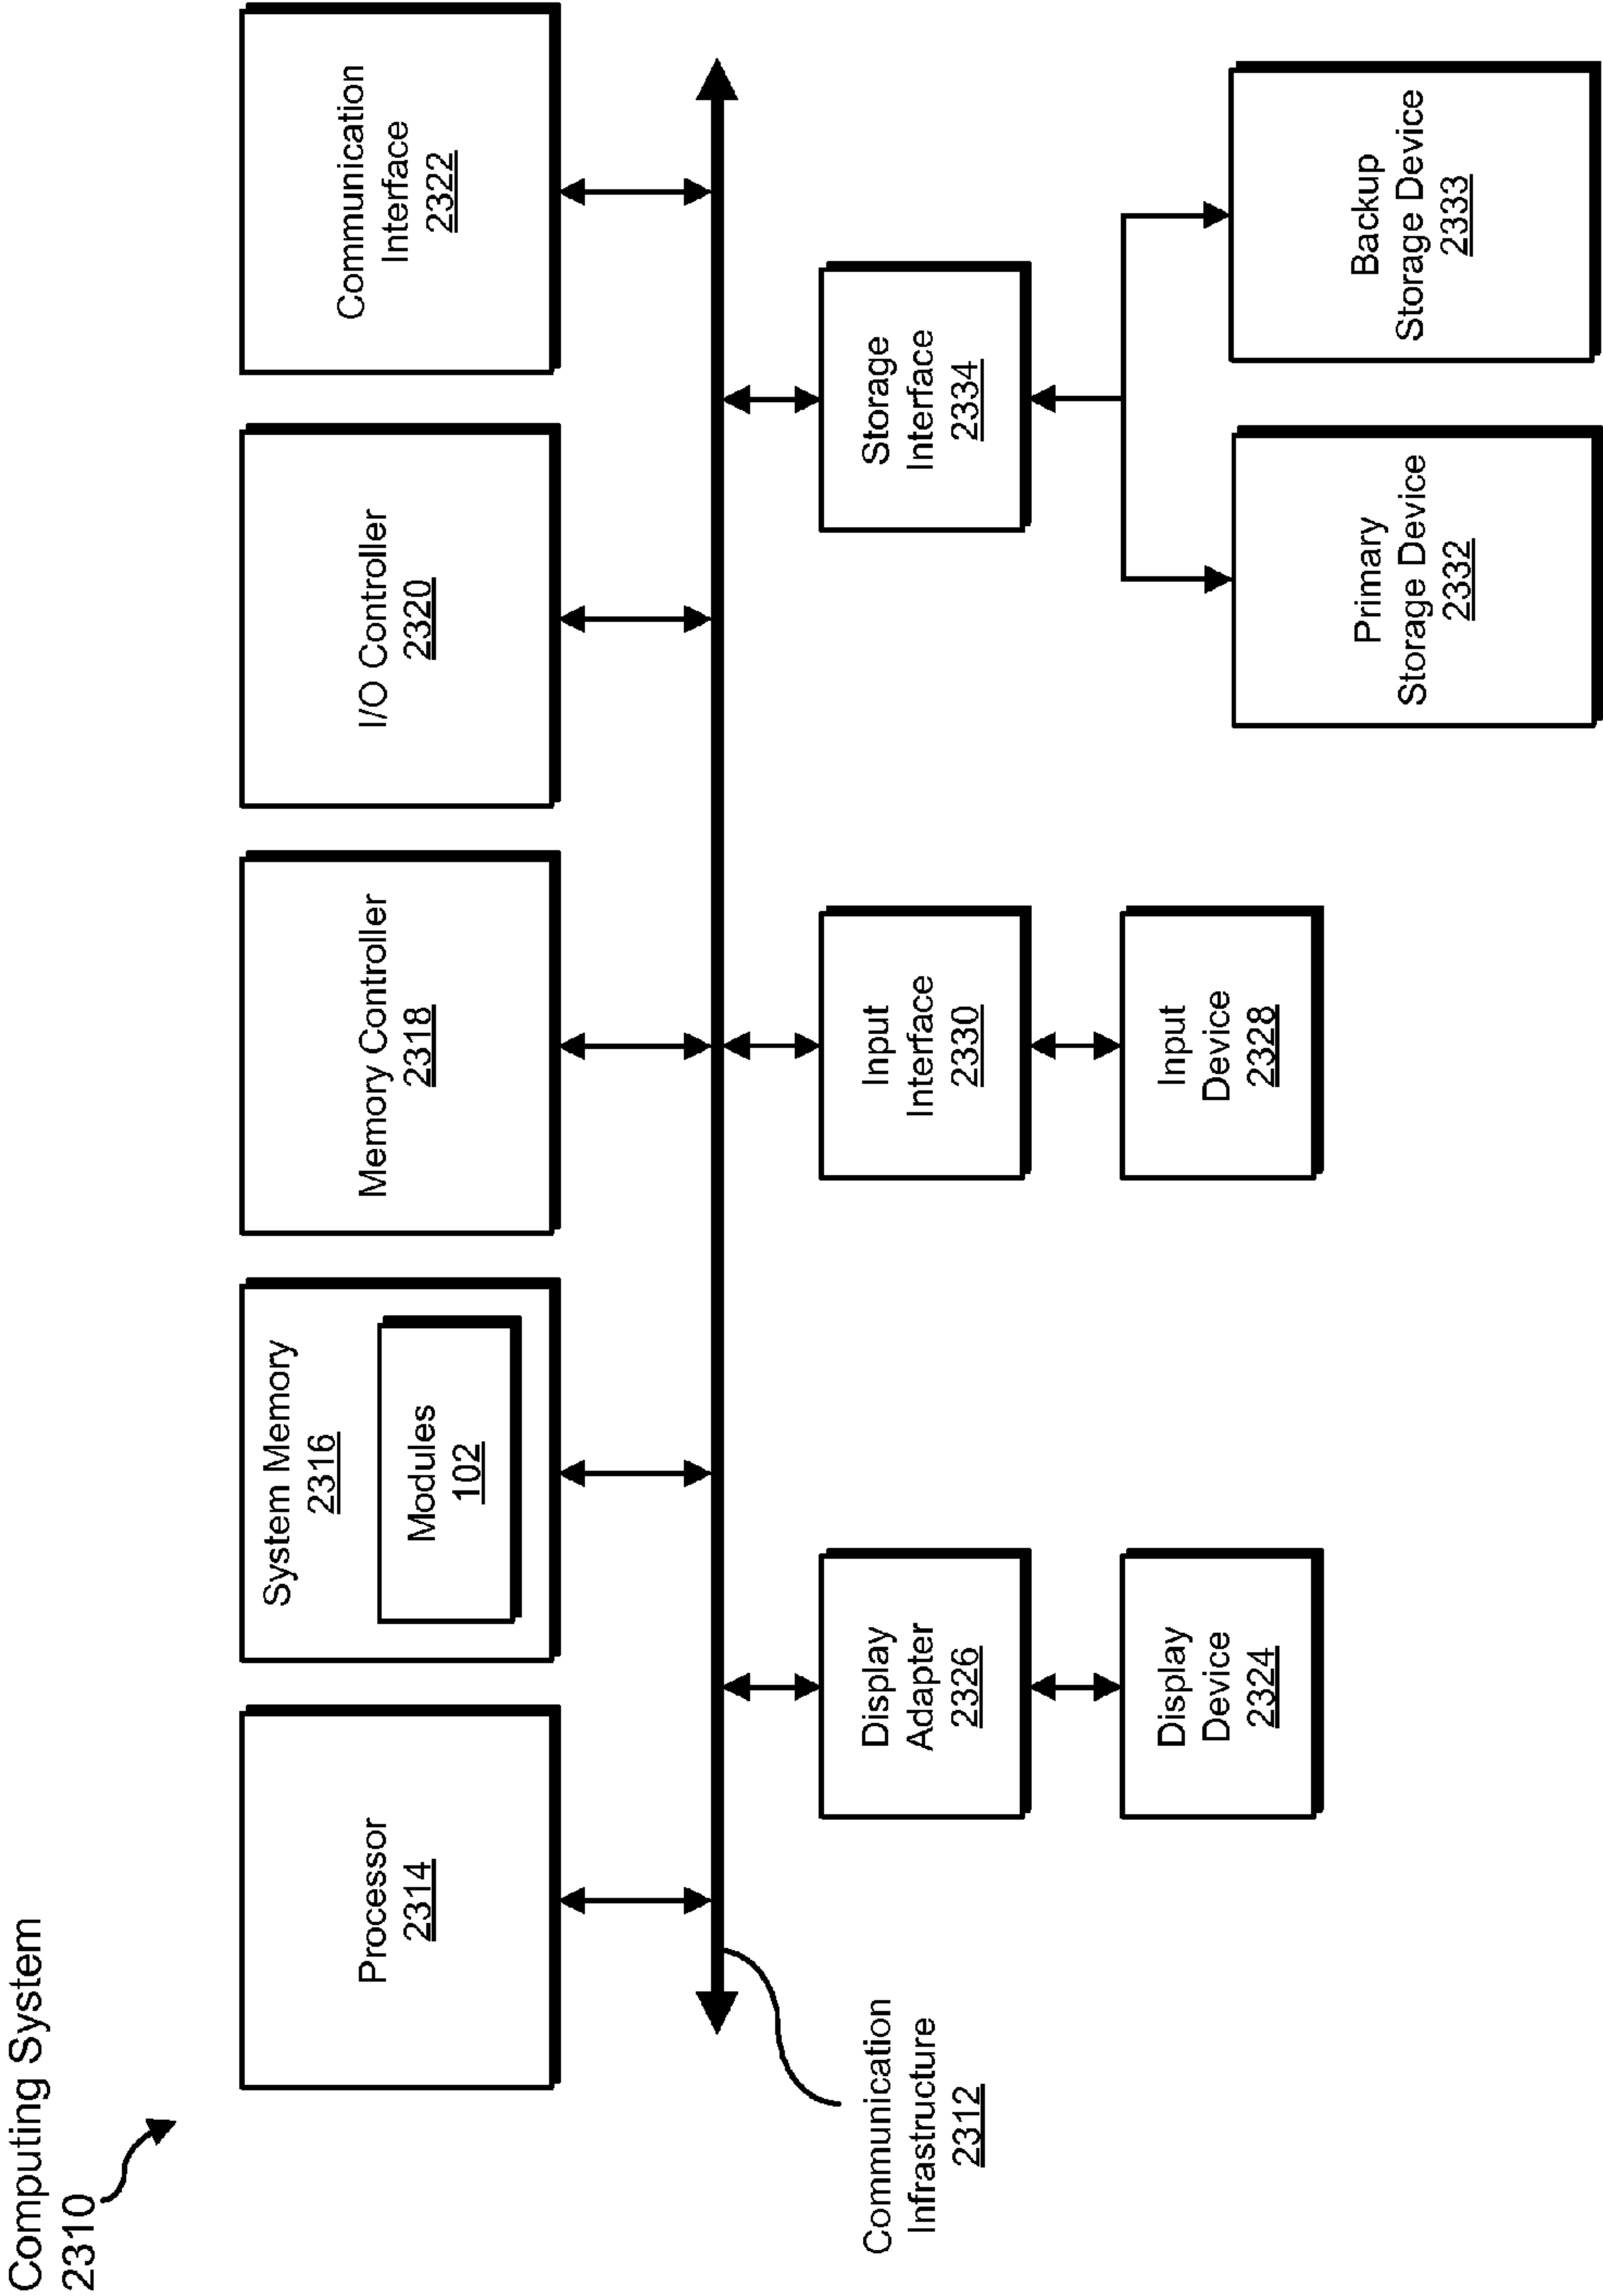 Computing System
2310
Processor
2314
System Memory
2316
Modules
102
Memory Controller
2318
I/O Controller
2320
Communication
Interface
2322
Communication
Infrastructure
2312
Display
Adapter
2326
Input
Interface
2330
Storage
Interface
2334
Display
Device
2324
Input
Device
2328
Primary
Storage Device
2332
Backup
Storage Device
2333